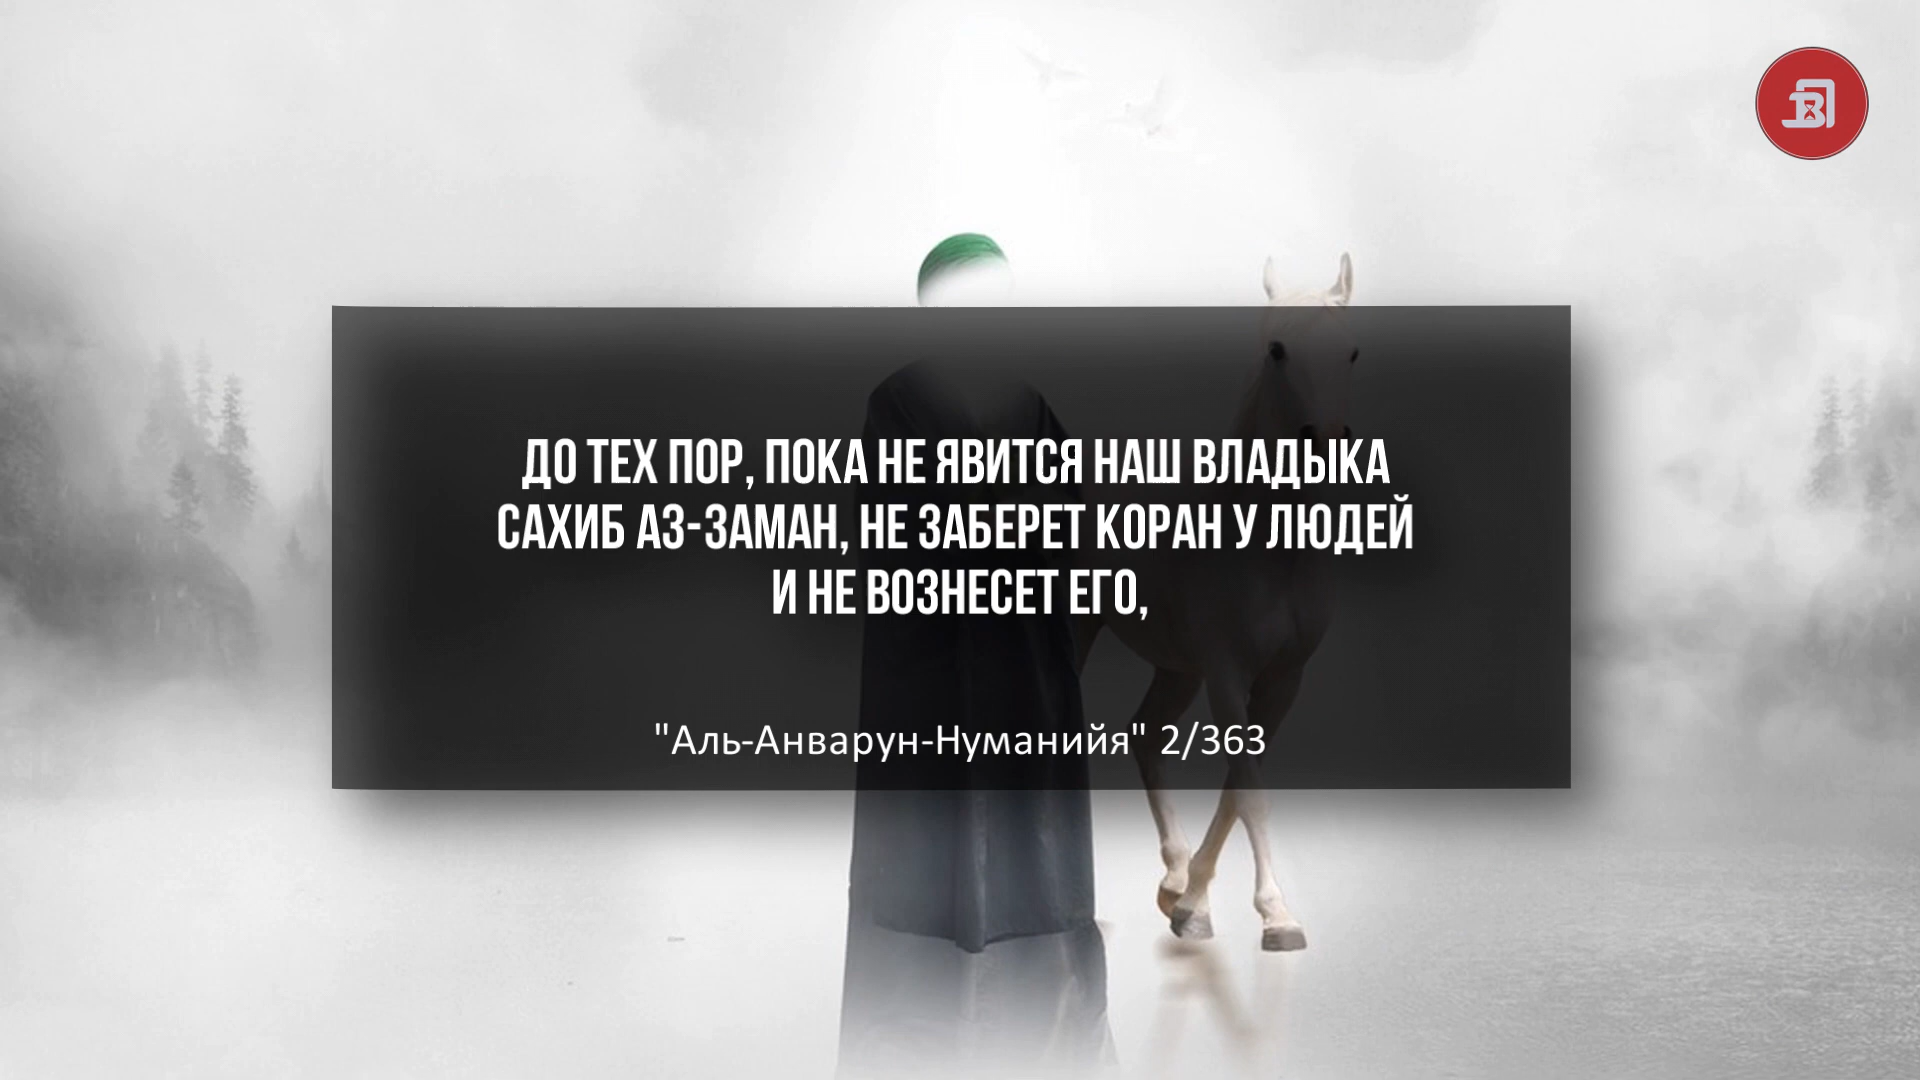 ДО ТЕХ ПОР, ПОКА НЕ ЯВИТСЯ НАШ ВЛАДЫКА
САХИБ АЗ-ЗАМАН, НЕ ЗАБЕРЕТ КОРАН У ЛЮДЕЙ
И НЕ ВОЗНЕСЕТ ЕГО,
"Аль-Анварун-Нуманийя" 2/363